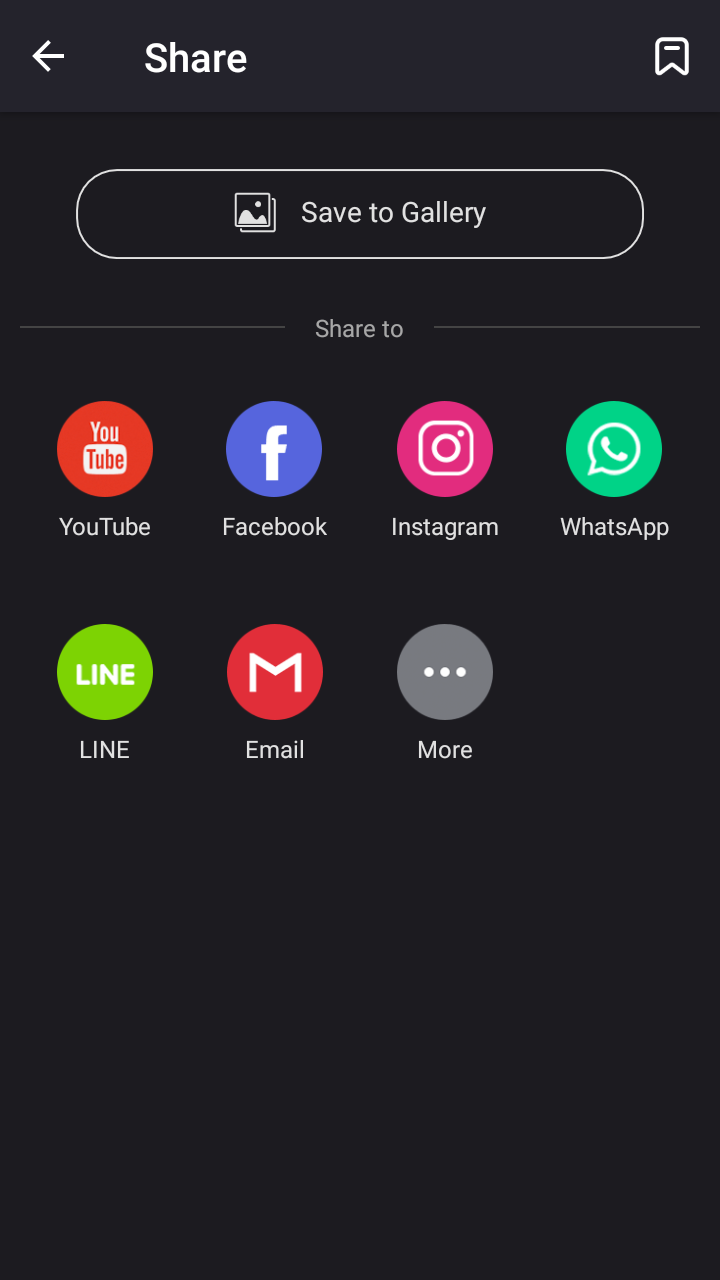 Share
Save to Gallery
Share to
You
Tube
YouTube
Facebook
Instagram
WhatsApp
LINE
LINE
Email
More